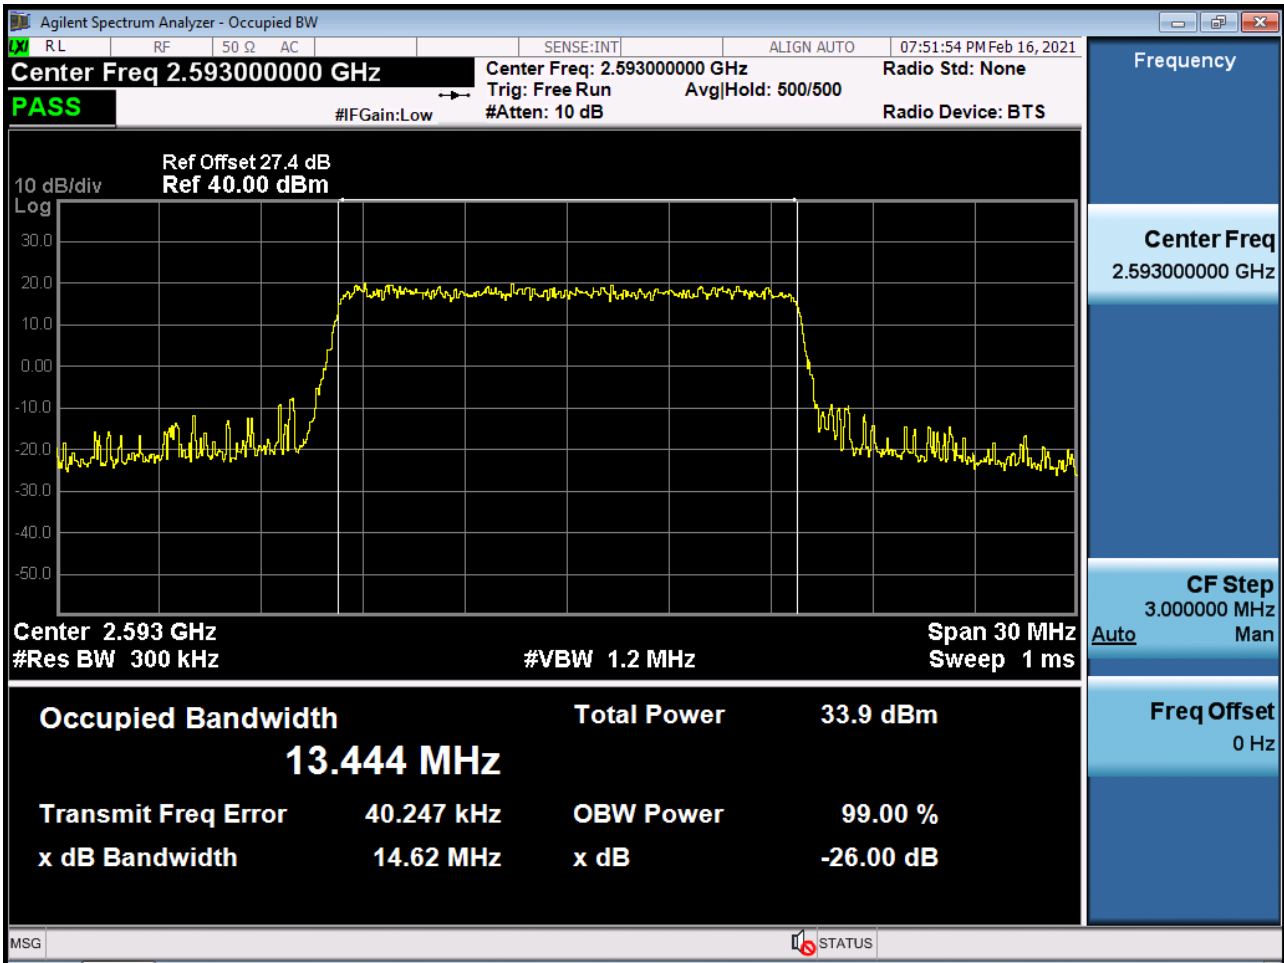 Agilent Spectrum Analyzer - Occupied BW
LXI RL RF 50 Ω AC SENSE:INT ALIGN AUTO 07:51:54 PM Feb 16, 2021
Center Freq 2.593000000 GHz
Center Freq: 2.593000000 GHz
Radio Std: None
Trig: Free Run Avg|Hold: 500/500
PASS
#IFGain:Low
#Atten: 10 dB
Radio Device: BTS
Ref Offset 27.4 dB
10 dB/div Ref 40.00 dBm
Log
30.0
20.0
10.0
0.00
-10.0
-20.0
-30.0
-40.0
-50.0
Center 2.593 GHz Span 30 MHz
#Res BW 300 kHz #VBW 1.2 MHz Sweep 1 ms
Occupied Bandwidth Total Power 33.9 dBm
13.444 MHz
Transmit Freq Error 40.247 kHz OBW Power 99.00 %
x dB Bandwidth 14.62 MHz x dB -26.00 dB
MSG STATUS
Frequency
Center Freq
2.593000000 GHz
CF Step
3.000000 MHz
Auto Man
Freq Offset
0 Hz